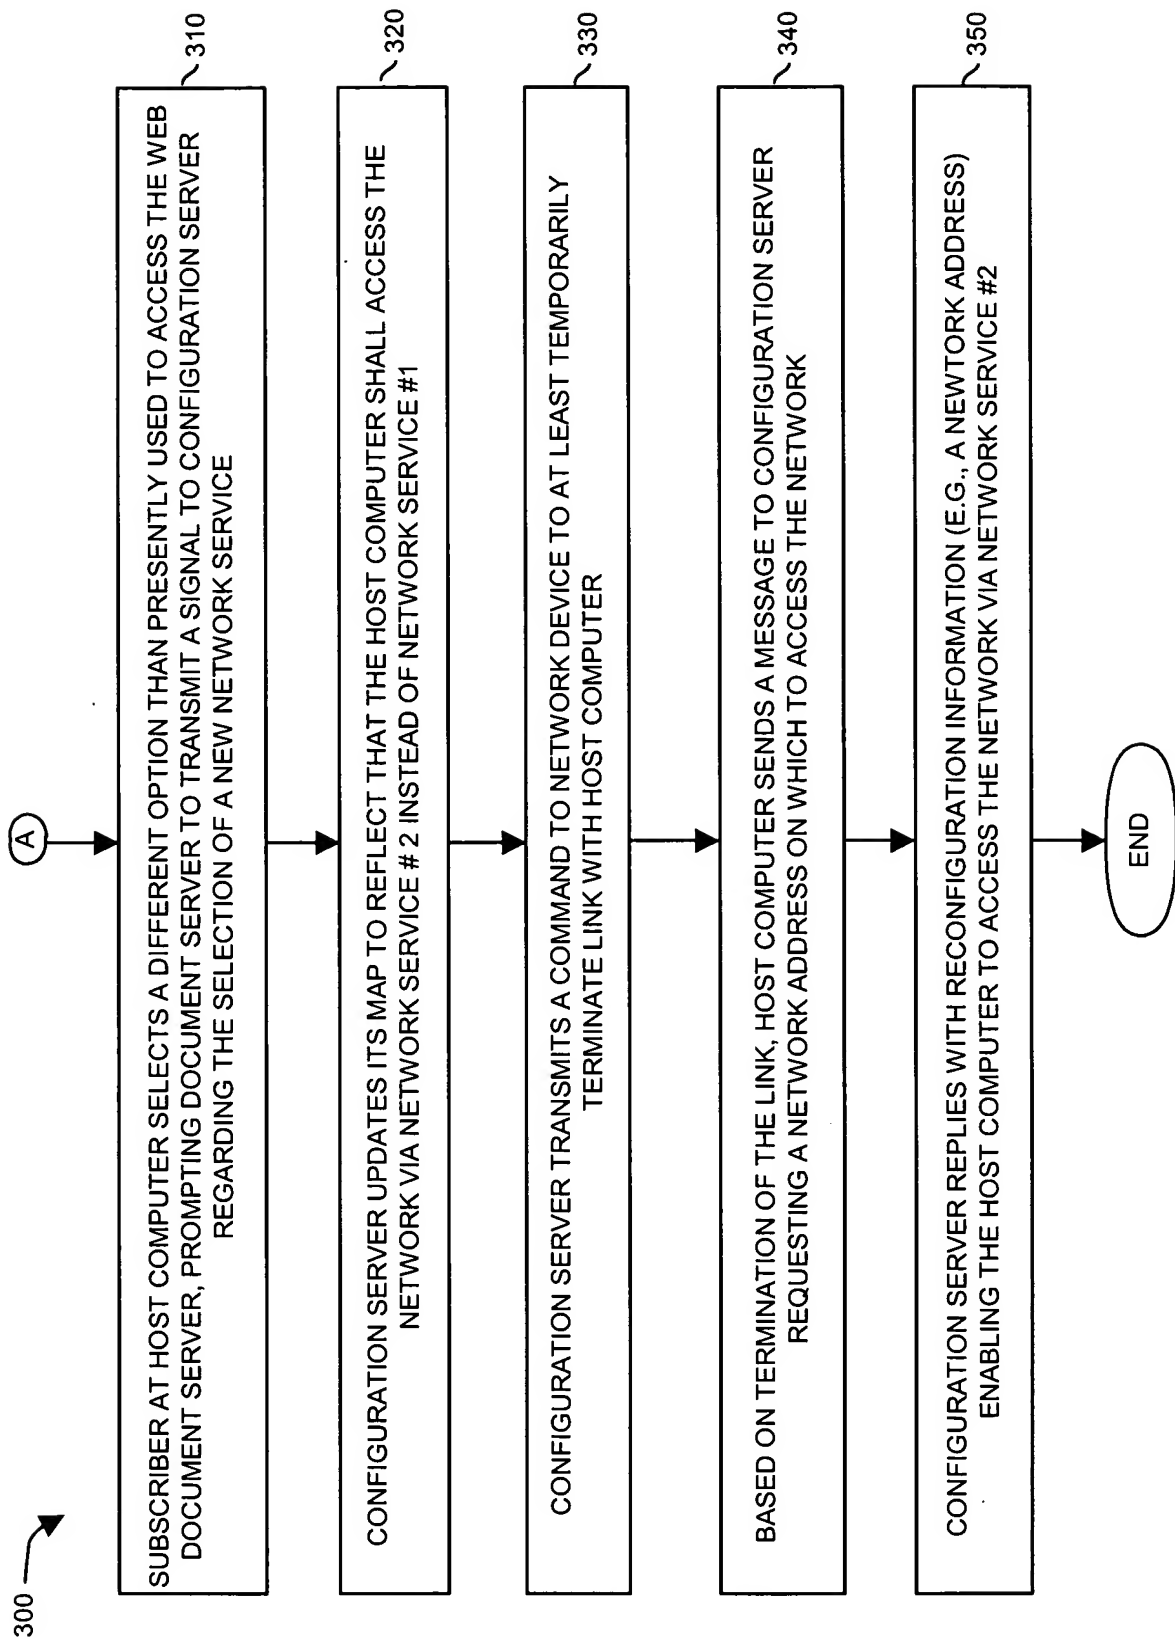 300
A
SUBSCRIBER AT HOST COMPUTER SELECTS A DIFFERENT OPTION THAN PRESENTLY USED TO ACCESS THE WEB
DOCUMENT SERVER, PROMPTING DOCUMENT SERVER TO TRANSMIT A SIGNAL TO CONFIGURATION SERVER
REGARDING THE SELECTION OF A NEW NETWORK SERVICE
310
CONFIGURATION SERVER UPDATES ITS MAP TO REFLECT THAT THE HOST COMPUTER SHALL ACCESS THE
NETWORK VIA NETWORK SERVICE # 2 INSTEAD OF NETWORK SERVICE #1
320
CONFIGURATION SERVER TRANSMITS A COMMAND TO NETWORK DEVICE TO AT LEAST TEMPORARILY
TERMINATE LINK WITH HOST COMPUTER
330
BASED ON TERMINATION OF THE LINK, HOST COMPUTER SENDS A MESSAGE TO CONFIGURATION SERVER
REQUESTING A NETWORK ADDRESS ON WHICH TO ACCESS THE NETWORK
340
CONFIGURATION SERVER REPLIES WITH RECONFIGURATION INFORMATION (E.G., A NEWTORK ADDRESS)
ENABLING THE HOST COMPUTER TO ACCESS THE NETWORK VIA NETWORK SERVICE #2
350
END